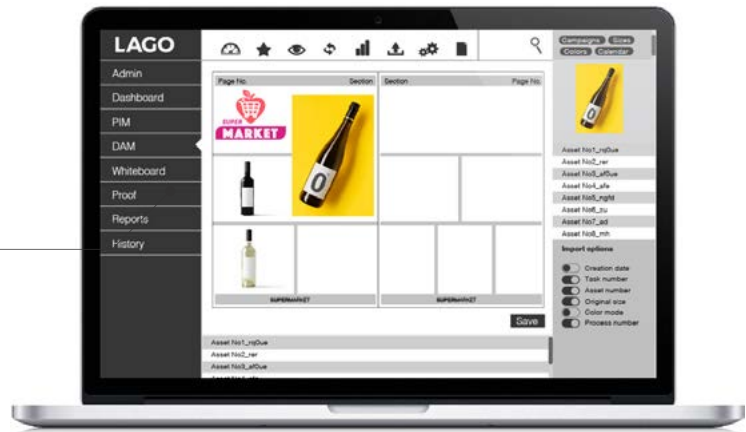 LAGO
Admin
Dashboard
PIM
DAM
Whiteboard
Proof
Reports
History
Page No. Section
Section Page No.
SUPER
MARKET
0
SUPERMARKET
SUPERMARKET
Save
Asset No1_rq0ue
Asset No2_rer
Asset No3_af0ue
Campaigns Sizes
Colors Calendar
0
Asset No1_rq0ue
Asset No2_rer
Asset No3_af0ue
Asset No4_afe
Asset No5_rgfd
Asset No6_zu
Asset No7_ad
Asset No8_mh
Import options
Creation date
Task number
Asset number
Original size
Color mode
Process number